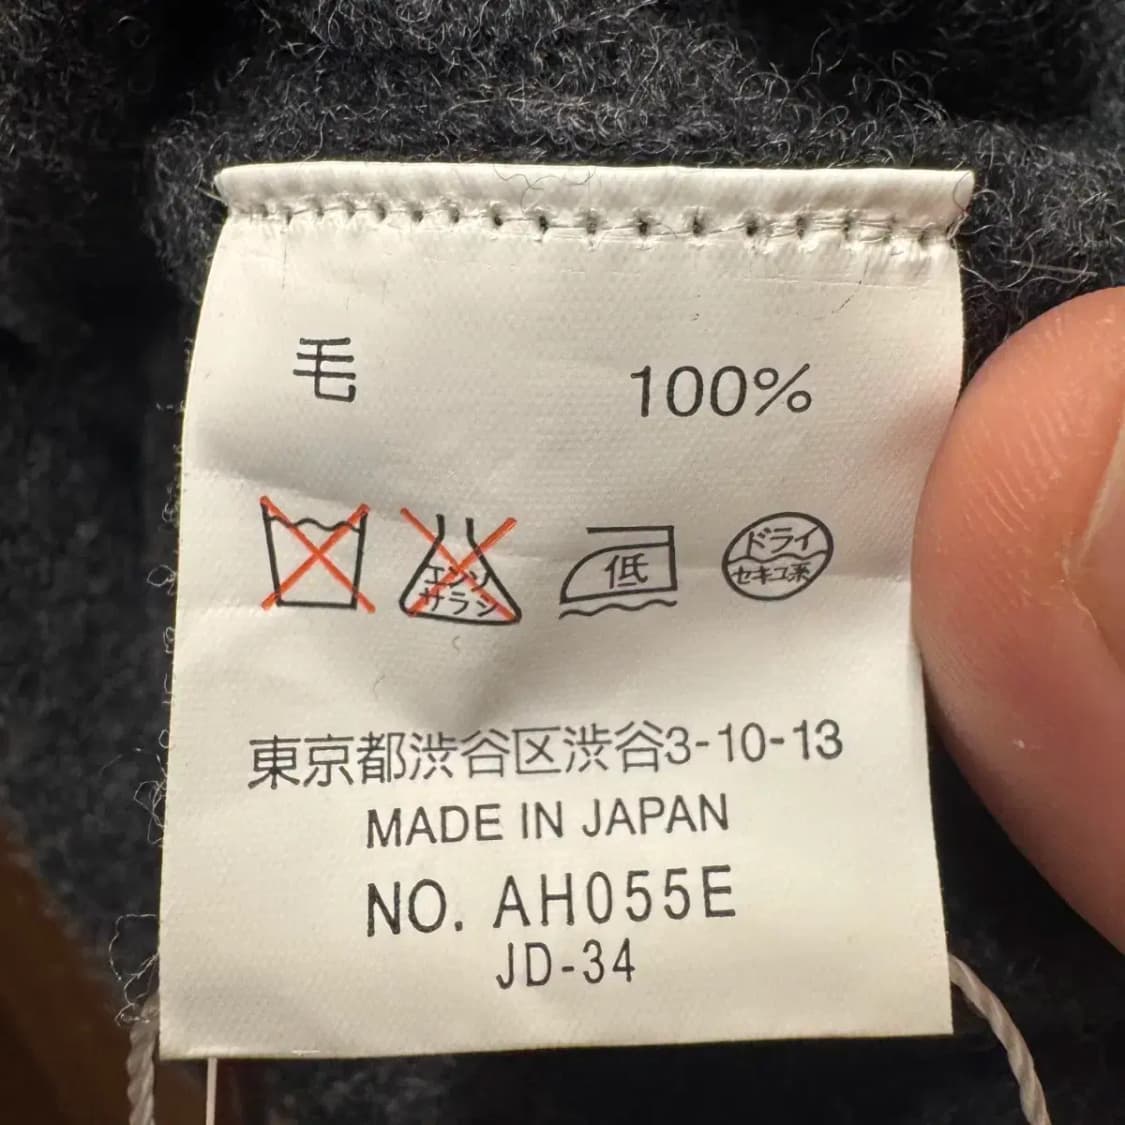 毛 100%
エンソ
サラシ
低
ドライ
セキユ系
東京都渋谷区渋谷3-10-13
MADE IN JAPAN
NO. AH055E
JD-34